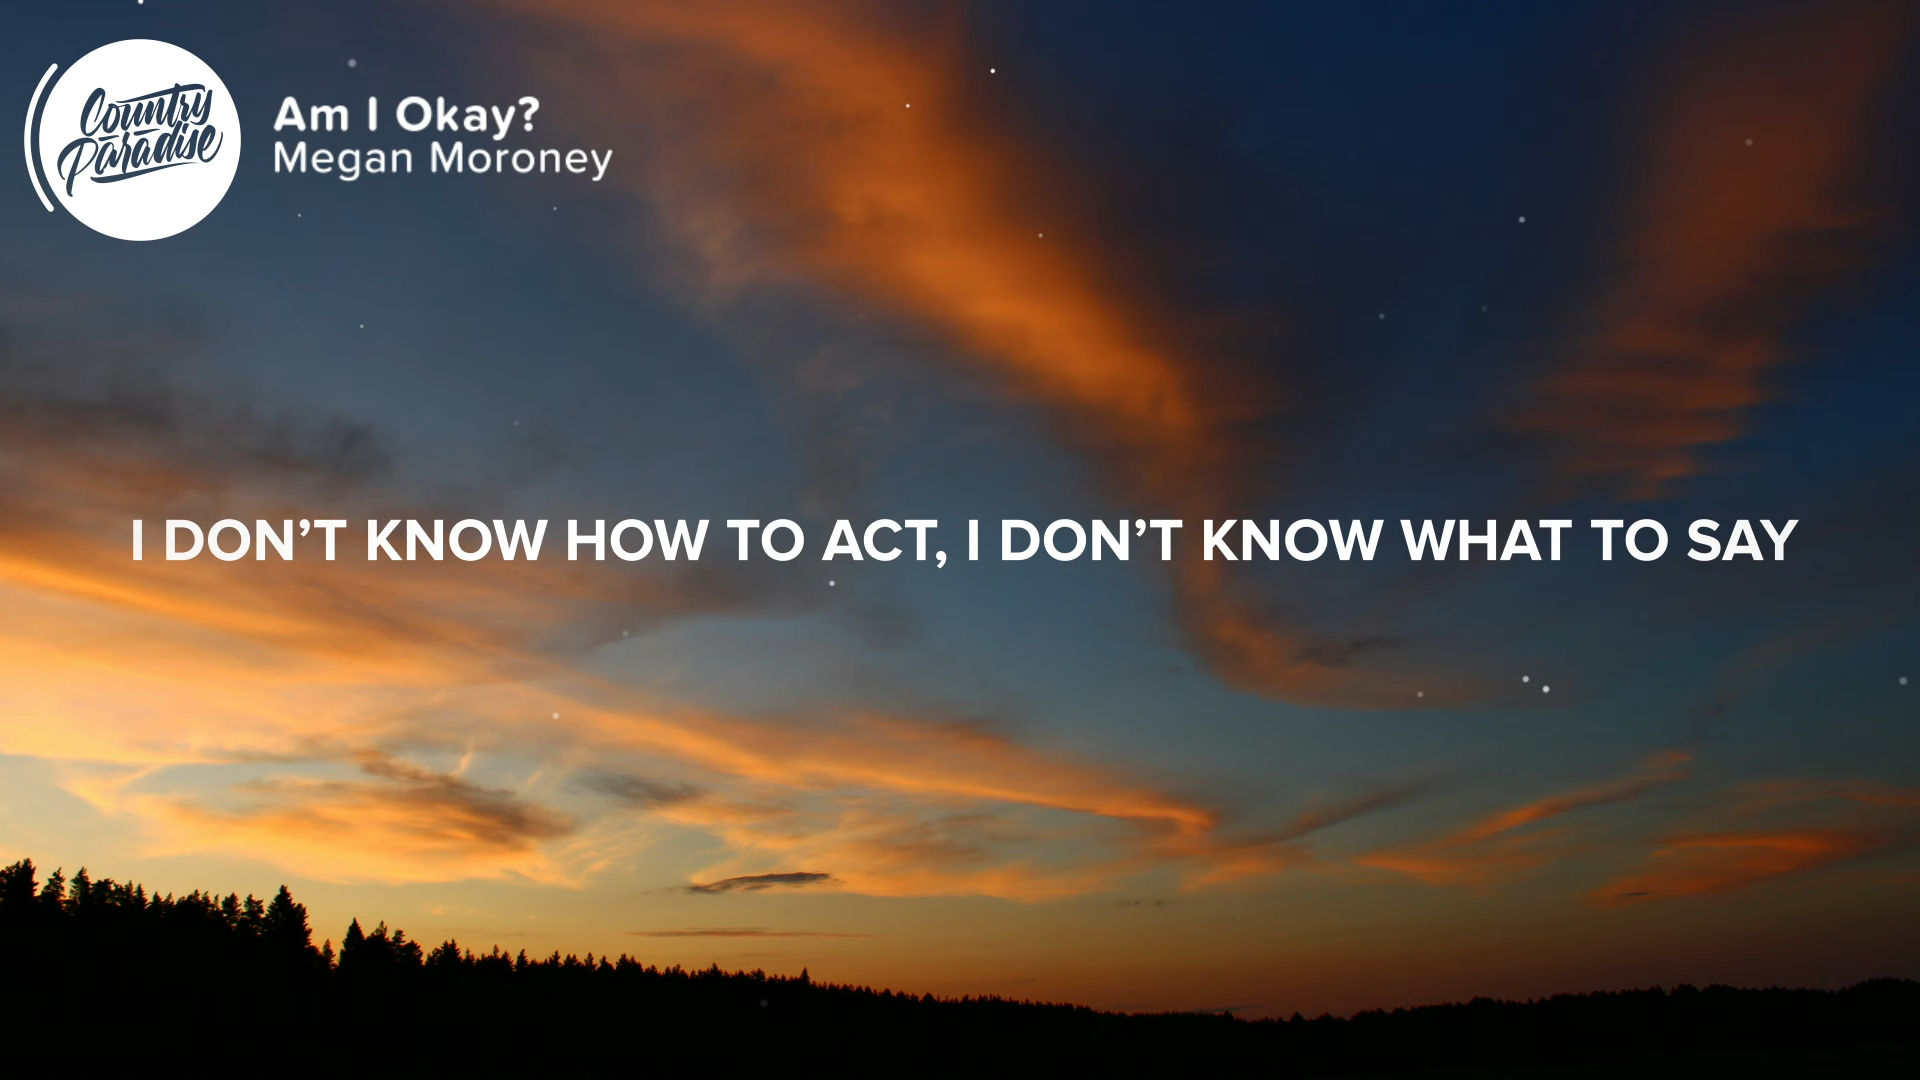 Country
Paradise
Am I Okay?
Megan Moroney
I DON’T KNOW HOW TO ACT, I DON’T KNOW WHAT TO SAY